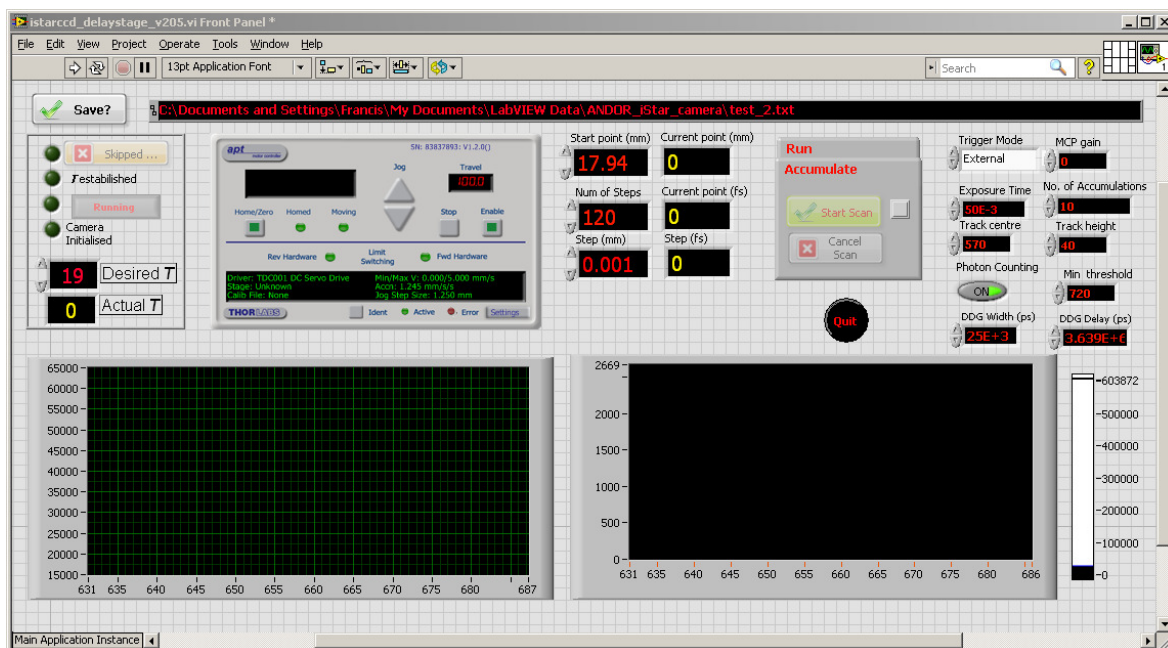 istarccd_delaystage_v205.vi Front Panel *
File Edit View Project Operate Tools Window Help
13pt Application Font
Search
1
Save?
C:\Documents and Settings\Francis\My Documents\LabVIEW Data\ANDOR_iStar_camera\test_2.txt
Skipped ...
T established
Running
Camera
Initialised
19 Desired T
0 Actual T
apt
motor controller
SN: 83837893: V1.2.0()
Jog
Travel
100.0
Home/Zero Homed Moving Stop Enable
Rev Hardware Limit Switching Fwd Hardware
Driver: TDC001 DC Servo Drive Min/Max V: 0.000/5.000 mm/s
Stage: Unknown Accn: 1.245 mm/s/s
Calib File: None Jog Step Size: 1.250 mm
THORLABS Ident Active Error Settings
Start point (mm) Current point (mm)
17.94 0
Num of Steps Current point (fs)
120 0
Step (mm) Step (fs)
0.001 0
Run
Accumulate
Start Scan
Cancel
Scan
Quit
Trigger Mode MCP gain
External 0
Exposure Time No. of Accumulations
50E-3 10
Track centre Track height
570 40
Photon Counting Min threshold
ON 720
DDG Width (ps) DDG Delay (ps)
25E+3 3.639E+6
65000
60000
55000
50000
45000
40000
35000
30000
25000
20000
15000
631 635 640 645 650 655 660 665 670 675 680 687
2669
2000
1500
1000
500
0
631 635 640 645 650 655 660 665 670 675 680 686
603872
500000
400000
300000
200000
100000
0
Main Application Instance